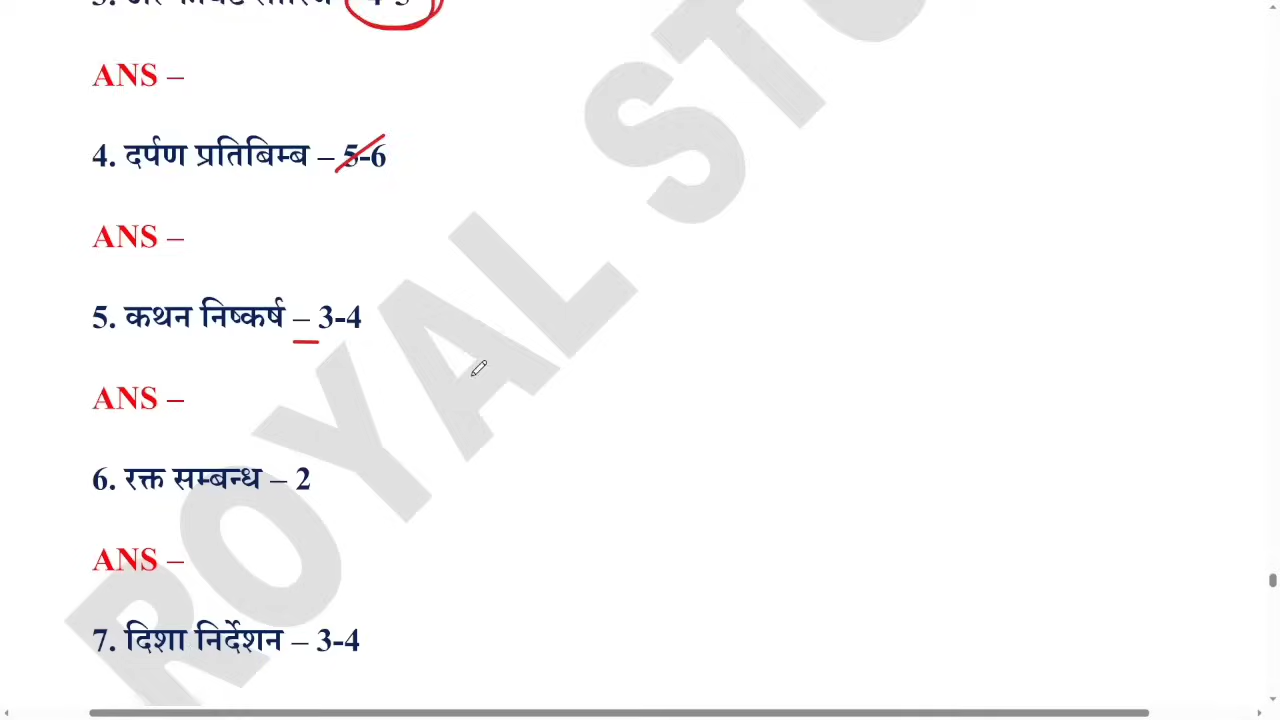 ANS –
4. दर्पण प्रतिबिम्ब – 5-6
ANS –
5. कथन निष्कर्ष – 3-4
ANS –
6. रक्त सम्बन्ध – 2
ANS –
7. दिशा निर्देशन – 3-4
ROYAL